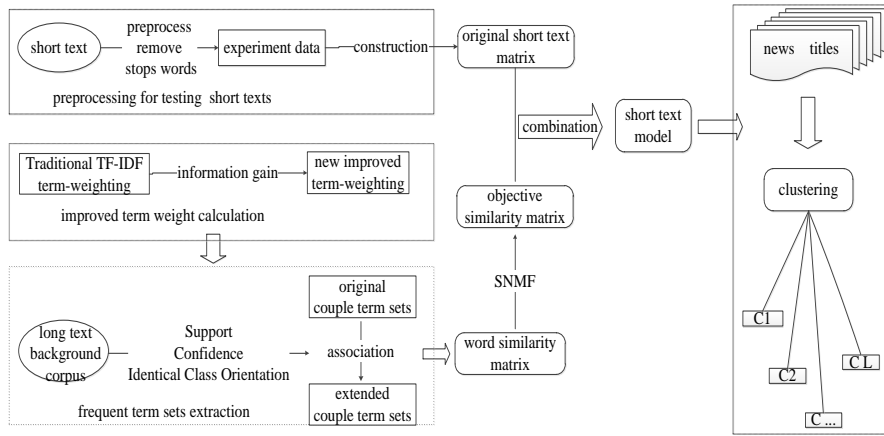 short text
preprocess
remove
stops words
experiment data
construction
preprocessing for testing short texts
original short text
matrix
Traditional TF-IDF
term-weighting
information gain
new improved
term-weighting
improved term weight calculation
long text
background
corpus
Support
Confidence
Identical Class Orientation
original
couple term sets
association
extended
couple term sets
frequent term sets extraction
word similarity
matrix
SNMF
objective
similarity matrix
combination
short text
model
news titles
clustering
C1
C2
C ...
C L